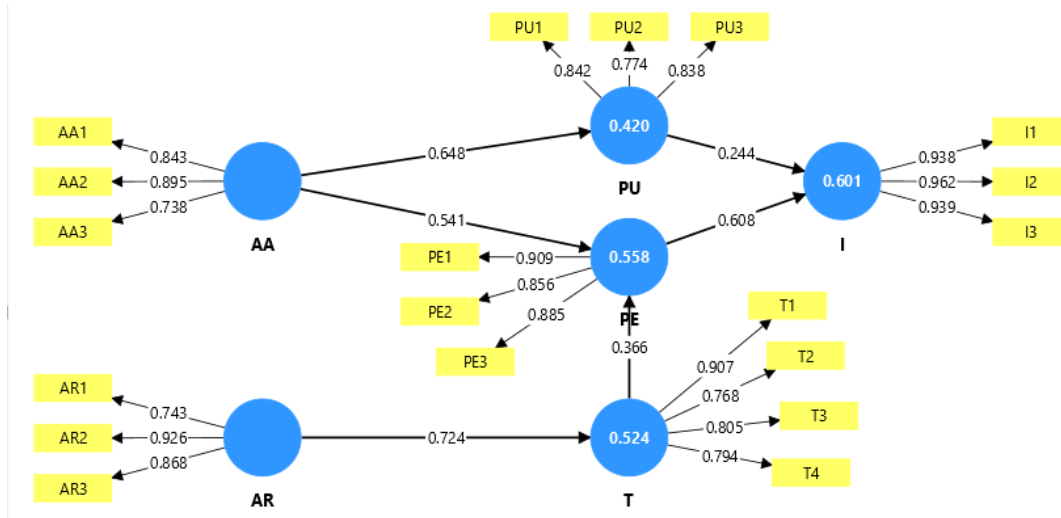 PU1
PU2
PU3
0.842
0.774
0.838
AA1
AA2
AA3
0.843
0.895
0.738
AA
0.648
0.541
0.420
PU
0.244
0.608
0.601
I
0.938
0.962
0.939
I1
I2
I3
PE1
PE2
PE3
0.909
0.856
0.885
0.558
PE
0.366
AR1
AR2
AR3
0.743
0.926
0.868
AR
0.724
0.524
T
0.907
0.768
0.805
0.794
T1
T2
T3
T4